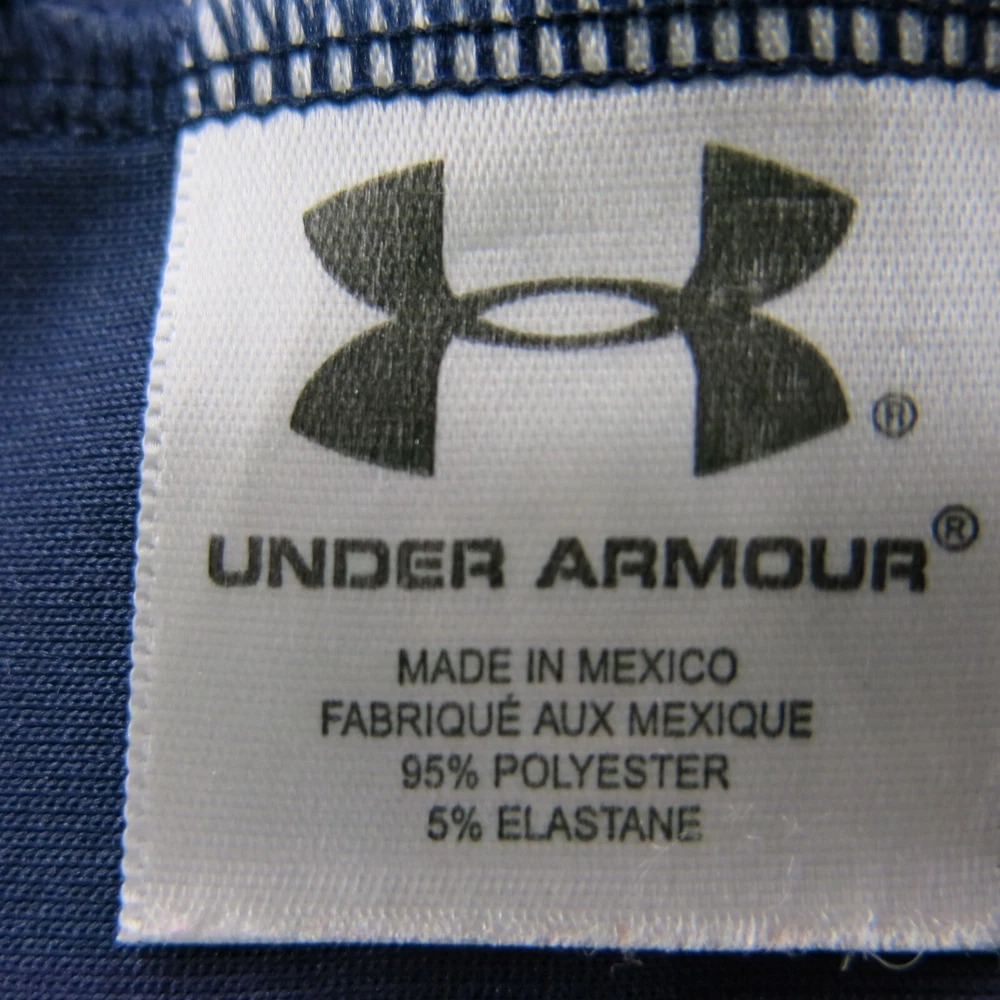 ®
UNDER ARMOUR®
MADE IN MEXICO
FABRIQUÉ AUX MEXIQUE
95% POLYESTER
5% ELASTANE